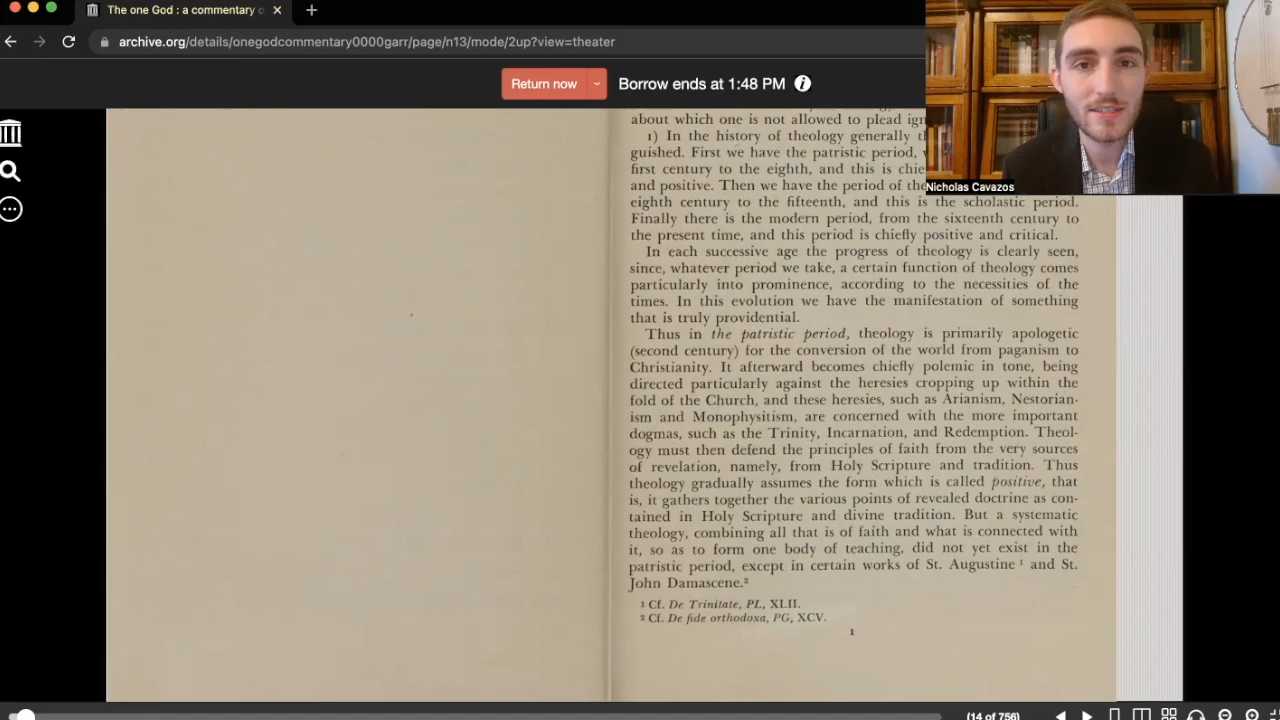 The one God : a commentary o
archive.org/details/onegodcommentary0000garr/page/n13/mode/2up?view=theater
Return now
Borrow ends at 1:48 PM
Nicholas Cavazos
about which one is not allowed to plead ign
1) In the history of theology generally th
guished. First we have the patristic period,
first century to the eighth, and this is chie
and positive. Then we have the period of the
eighth century to the fifteenth, and this is the scholastic period.
Finally there is the modern period, from the sixteenth century to
the present time, and this period is chiefly positive and critical.
In each successive age the progress of theology is clearly seen,
since, whatever period we take, a certain function of theology comes
particularly into prominence, according to the necessities of the
times. In this evolution we have the manifestation of something
that is truly providential.
Thus in the patristic period, theology is primarily apologetic
(second century) for the conversion of the world from paganism to
Christianity. It afterward becomes chiefly polemic in tone, being
directed particularly against the heresies cropping up within the
fold of the Church, and these heresies, such as Arianism, Nestorian-
ism and Monophysitism, are concerned with the more important
dogmas, such as the Trinity, Incarnation, and Redemption. Theol-
ogy must then defend the principles of faith from the very sources
of revelation, namely, from Holy Scripture and tradition. Thus
theology gradually assumes the form which is called positive, that
is, it gathers together the various points of revealed doctrine as con-
tained in Holy Scripture and divine tradition. But a systematic
theology, combining all that is of faith and what is connected with
it, so as to form one body of teaching, did not yet exist in the
patristic period, except in certain works of St. Augustine 1 and St.
John Damascene.2
1 Cf. De Trinitate, PL, XLII.
2 Cf. De fide orthodoxa, PG, XCV.
1
(14 of 756)